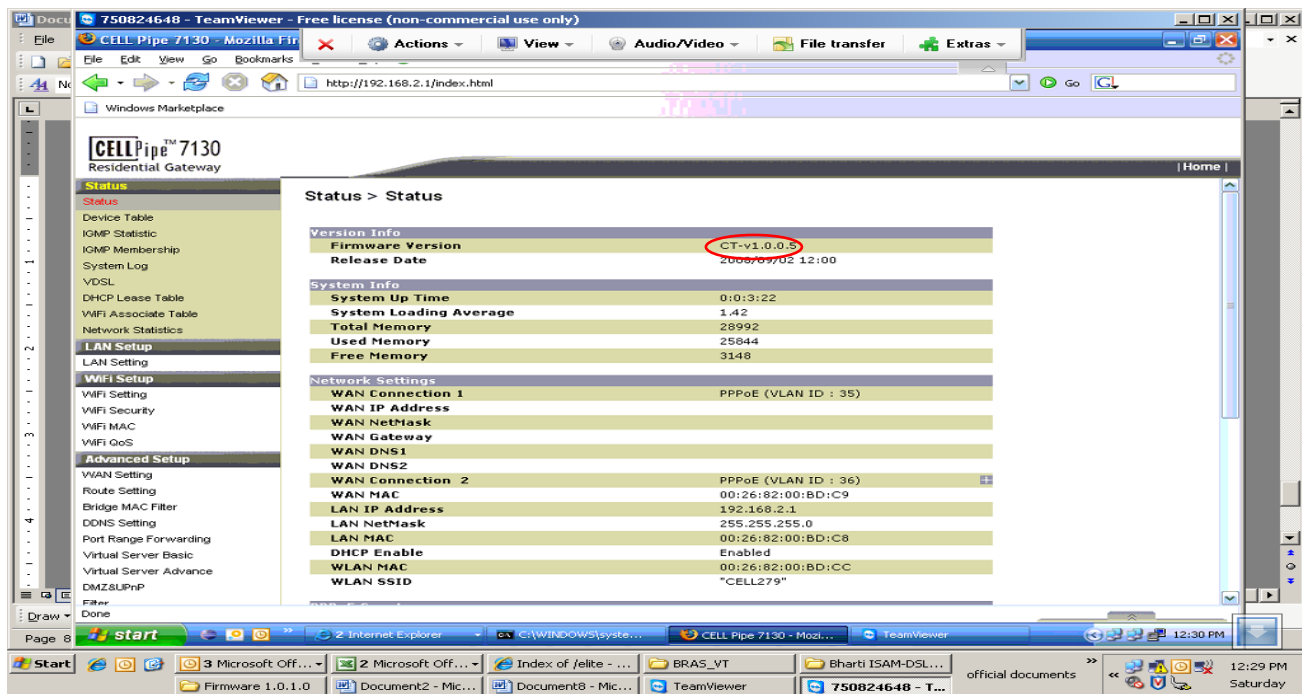 Docu
750824648 - TeamViewer - Free license (non-commercial use only)
File
CELL Pipe 7130 - Mozilla Fir
Actions
View
Audio/Video
File transfer
Extras
File Edit View Go Bookmarks
http://192.168.2.1/index.html
Go
Windows Marketplace
CELLPipe™ 7130
Residential Gateway
| Home |
Status
Status
Device Table
IGMP Statistic
IGMP Membership
System Log
VDSL
DHCP Lease Table
WiFi Associate Table
Network Statistics
LAN Setup
LAN Setting
WiFi Setup
WiFi Setting
WiFi Security
WiFi MAC
WiFi QoS
Advanced Setup
WAN Setting
Route Setting
Bridge MAC Filter
DDNS Setting
Port Range Forwarding
Virtual Server Basic
Virtual Server Advance
DMZ&UPnP
Filter
Status > Status
Version Info
Firmware Version CT-v1.0.0.5
Release Date 2008/09/02 12:00
System Info
System Up Time 0:0:3:22
System Loading Average 1.42
Total Memory 28992
Used Memory 25844
Free Memory 3148
Network Settings
WAN Connection 1 PPPoE (VLAN ID : 35)
WAN IP Address
WAN NetMask
WAN Gateway
WAN DNS1
WAN DNS2
WAN Connection 2 PPPoE (VLAN ID : 36)
WAN MAC 00:26:82:00:BD:C9
LAN IP Address 192.168.2.1
LAN NetMask 255.255.255.0
LAN MAC 00:26:82:00:BD:C8
DHCP Enable Enabled
WLAN MAC 00:26:82:00:BD:CC
WLAN SSID "CELL279"
Done
Draw
Page 8
start
2 Internet Explorer
C:\WINDOWS\syste...
CELL Pipe 7130 - Mozi...
TeamViewer
12:30 PM
Start
3 Microsoft Off...
2 Microsoft Off...
Index of /elite - ...
BRAS_VT
Bharti ISAM-DSL...
official documents
12:29 PM
Firmware 1.0.1.0
Document2 - Mic...
Document8 - Mic...
TeamViewer
750824648 - T...
Saturday